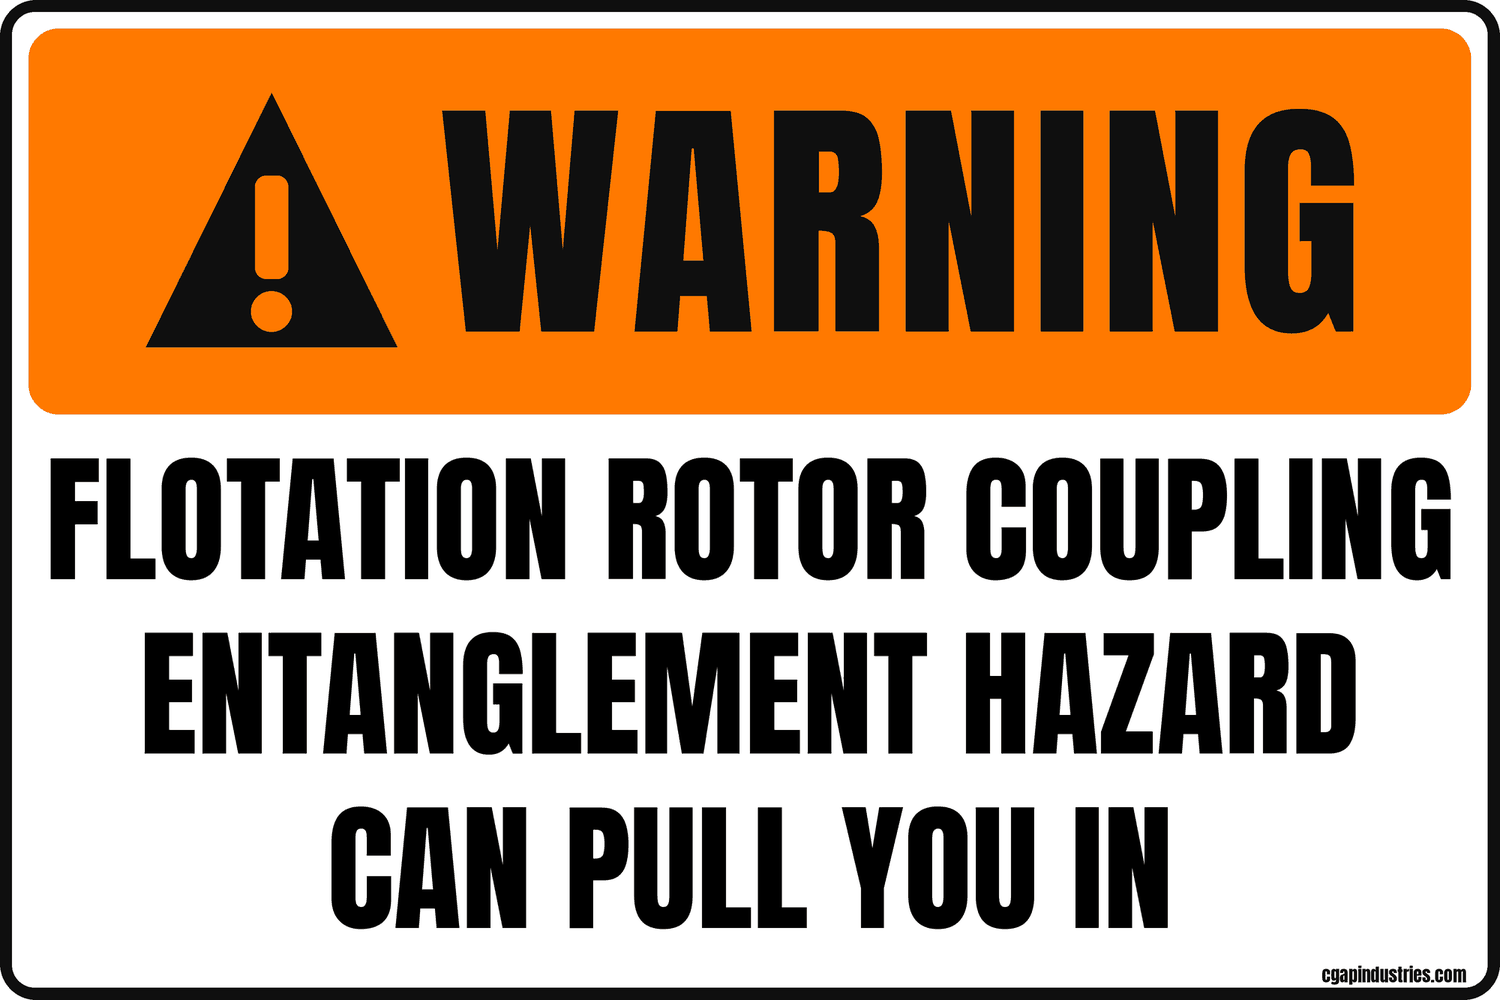 WARNING
FLOTATION ROTOR COUPLING
ENTANGLEMENT HAZARD
CAN PULL YOU IN
cgapindustries.com